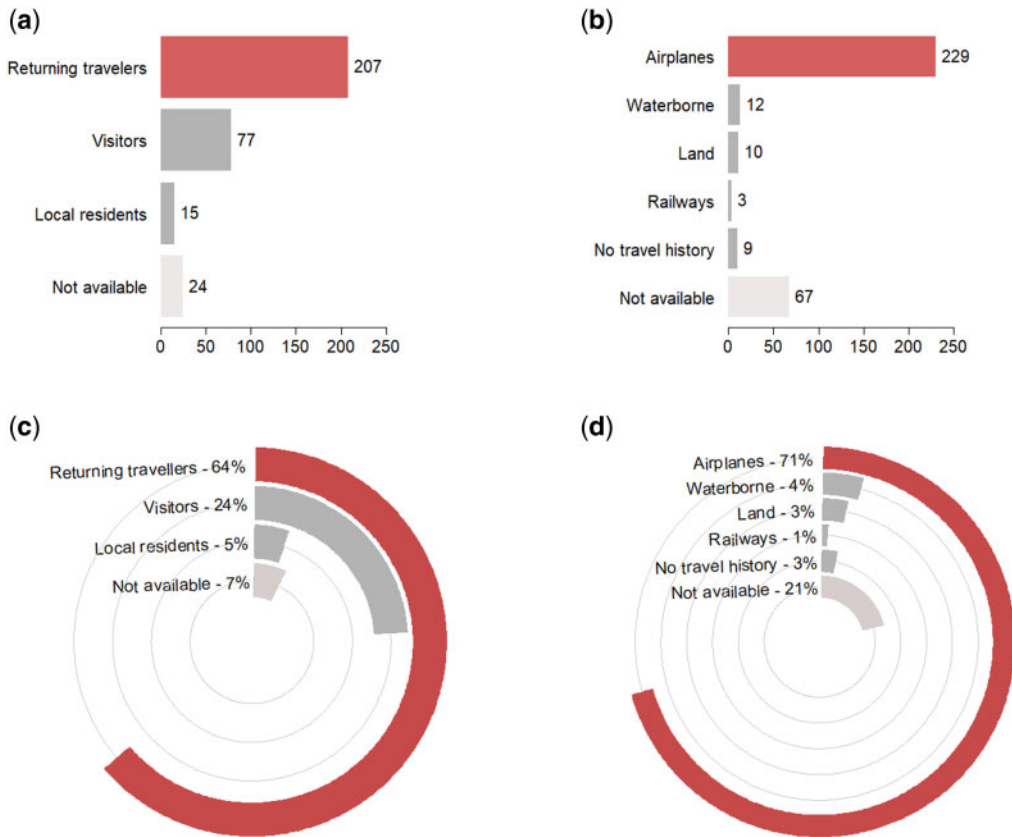 (a)
Returning travelers 207
Visitors 77
Local residents 15
Not available 24
0 50 100 150 200 250
(b)
Airplanes 229
Waterborne 12
Land 10
Railways 3
No travel history 9
Not available 67
0 50 100 150 200 250
(c)
Returning travellers - 64%
Visitors - 24%
Local residents - 5%
Not available - 7%
(d)
Airplanes - 71%
Waterborne - 4%
Land - 3%
Railways - 1%
No travel history - 3%
Not available - 21%